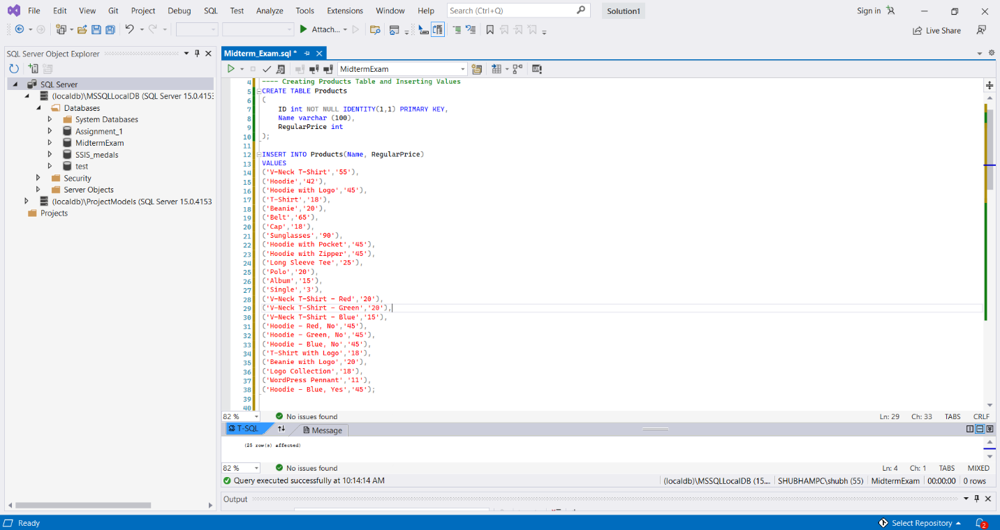 File Edit View Git Project Debug SQL Test Analyze Tools Extensions Window Help Search (Ctrl+Q) Solution1 Sign in
Attach... Live Share
SQL Server Object Explorer
SQL Server
(localdb)\MSSQLLocalDB (SQL Server 15.0.4153
Databases
System Databases
Assignment_1
MidtermExam
SSIS_medals
test
Security
Server Objects
(localdb)\ProjectModels (SQL Server 15.0.4153
Projects
Midterm_Exam.sql *
MidtermExam
4 ---- Creating Products Table and Inserting Values
5 CREATE TABLE Products
6 (
7 ID int NOT NULL IDENTITY(1,1) PRIMARY KEY,
8 Name varchar (100),
9 RegularPrice int
10 );
11
12 INSERT INTO Products(Name, RegularPrice)
13 VALUES
14 ('V-Neck T-Shirt','55'),
15 ('Hoodie','42'),
16 ('Hoodie with Logo','45'),
17 ('T-Shirt','18'),
18 ('Beanie','20'),
19 ('Belt','65'),
20 ('Cap','18'),
21 ('Sunglasses','90'),
22 ('Hoodie with Pocket','45'),
23 ('Hoodie with Zipper','45'),
24 ('Long Sleeve Tee','25'),
25 ('Polo','20'),
26 ('Album','15'),
27 ('Single','3'),
28 ('V-Neck T-Shirt - Red','20'),
29 ('V-Neck T-Shirt - Green','20'),
30 ('V-Neck T-Shirt - Blue','15'),
31 ('Hoodie - Red, No','45'),
32 ('Hoodie - Green, No','45'),
33 ('Hoodie - Blue, No','45'),
34 ('T-Shirt with Logo','18'),
35 ('Beanie with Logo','20'),
36 ('Logo Collection','18'),
37 ('WordPress Pennant','11'),
38 ('Hoodie - Blue, Yes','45');
39
40
82 % No issues found Ln: 29 Ch: 33 TABS CRLF
T-SQL Message
(25 row(s) affected)
82 % No issues found Ln: 4 Ch: 1 TABS MIXED
Query executed successfully at 10:14:14 AM (localdb)\MSSQLLocalDB (15.... SHUBHAMPC\shubh (55) MidtermExam 00:00:00 0 rows
Output
Ready Select Repository 2